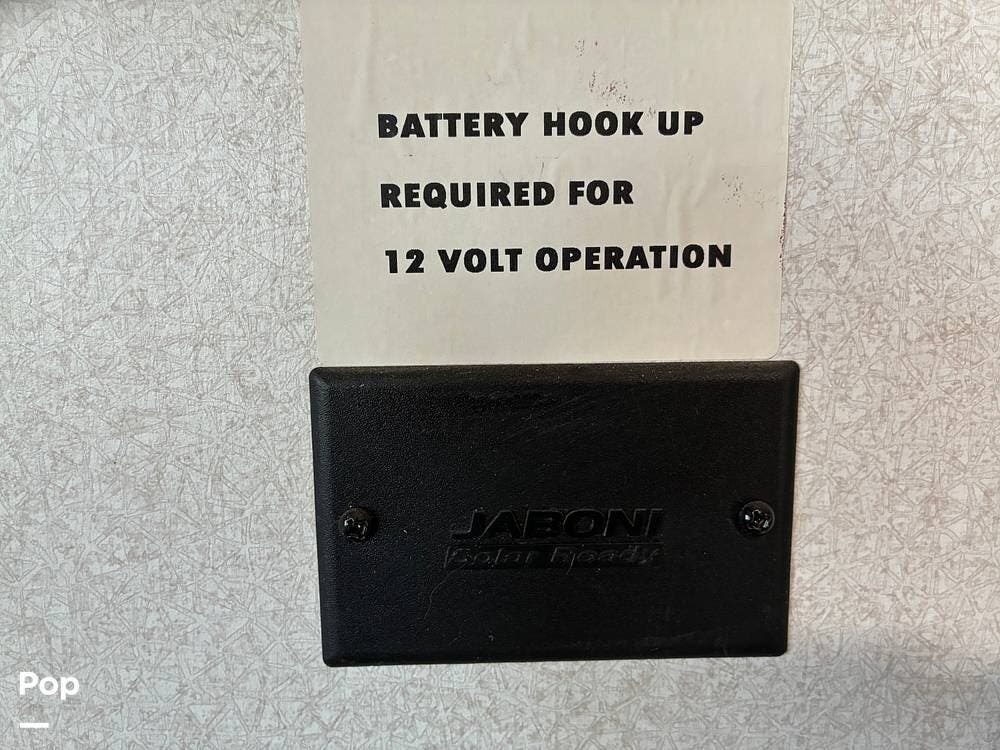 BATTERY HOOK UP
REQUIRED FOR
12 VOLT OPERATION
JABONI
Solar Ready
Pop